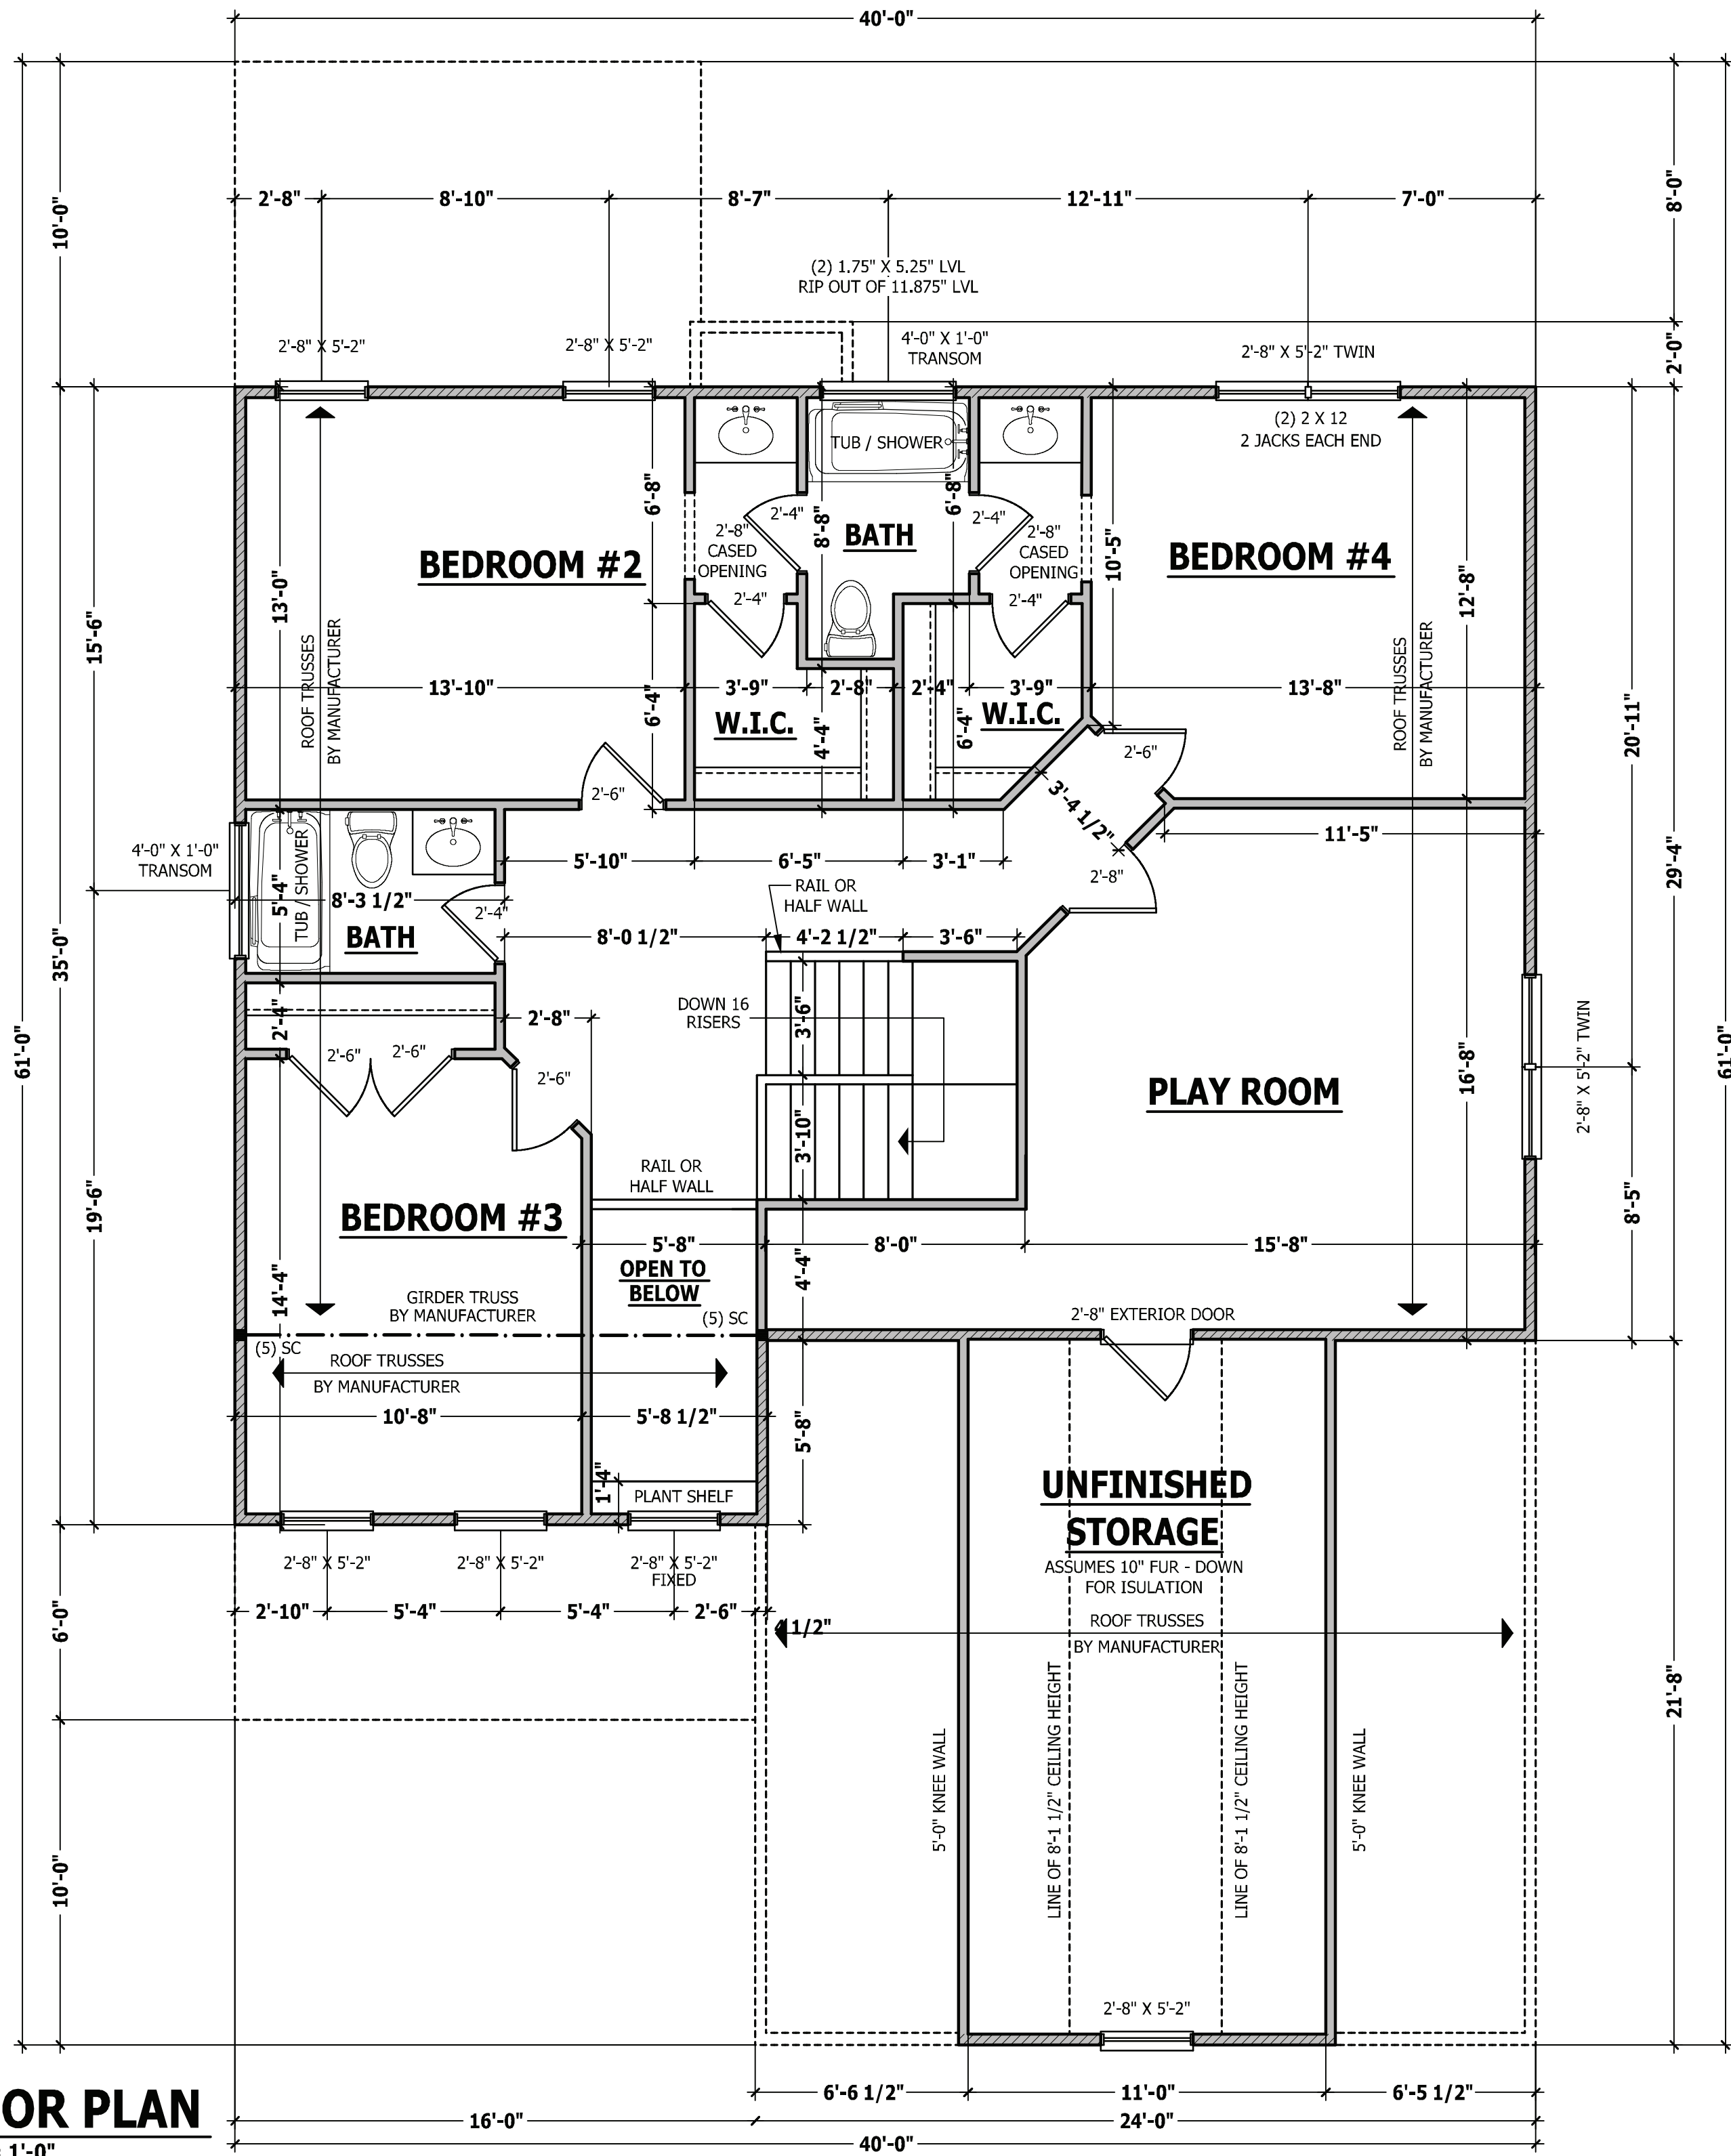 40'-0"
2'-8"
8'-10"
8'-7"
12'-11"
7'-0"
10'-0"
8'-0"
2'-0"
(2) 1.75" X 5.25" LVL
RIP OUT OF 11.875" LVL
2'-8" X 5'-2"
2'-8" X 5'-2"
4'-0" X 1'-0"
TRANSOM
2'-8" X 5'-2" TWIN
(2) 2 X 12
2 JACKS EACH END
TUB / SHOWER
6'-8"
8'-8"
6'-8"
10'-5"
2'-4"
2'-4"
2'-8"
CASED
OPENING
2'-8"
CASED
OPENING
BATH
BEDROOM #2
BEDROOM #4
13'-0"
12'-8"
2'-4"
2'-4"
15'-6"
ROOF TRUSSES
BY MANUFACTURER
ROOF TRUSSES
BY MANUFACTURER
13'-10"
3'-9"
2'-8"
2'-4"
3'-9"
13'-8"
6'-4"
W.I.C.
4'-4"
W.I.C.
6'-4"
20'-11"
2'-6"
2'-6"
3'-4 1/2"
11'-5"
4'-0" X 1'-0"
TRANSOM
5'-10"
6'-5"
3'-1"
2'-8"
29'-4"
TUB / SHOWER
5'-4"
8'-3 1/2"
2'-4"
BATH
RAIL OR
HALF WALL
8'-0 1/2"
4'-2 1/2"
3'-6"
35'-0"
61'-0"
61'-0"
2'-4"
2'-8"
DOWN 16
RISERS
3'-6"
2'-6"
2'-6"
2'-6"
PLAY ROOM
16'-8"
2'-8" X 5'-2" TWIN
3'-10"
RAIL OR
HALF WALL
19'-6"
8'-5"
BEDROOM #3
5'-8"
8'-0"
15'-8"
OPEN TO
BELOW
4'-4"
14'-4"
GIRDER TRUSS
BY MANUFACTURER
(5) SC
2'-8" EXTERIOR DOOR
(5) SC
ROOF TRUSSES
BY MANUFACTURER
10'-8"
5'-8 1/2"
5'-8"
1'-4"
PLANT SHELF
UNFINISHED
STORAGE
ASSUMES 10" FUR - DOWN
FOR ISULATION
2'-8" X 5'-2"
2'-8" X 5'-2"
2'-8" X 5'-2"
FIXED
2'-10"
5'-4"
5'-4"
2'-6"
1/2"
6'-0"
ROOF TRUSSES
BY MANUFACTURER
21'-8"
5'-0" KNEE WALL
LINE OF 8'-1 1/2" CEILING HEIGHT
LINE OF 8'-1 1/2" CEILING HEIGHT
5'-0" KNEE WALL
10'-0"
2'-8" X 5'-2"
6'-6 1/2"
11'-0"
6'-5 1/2"
OR PLAN
1'-0"
16'-0"
24'-0"
40'-0"